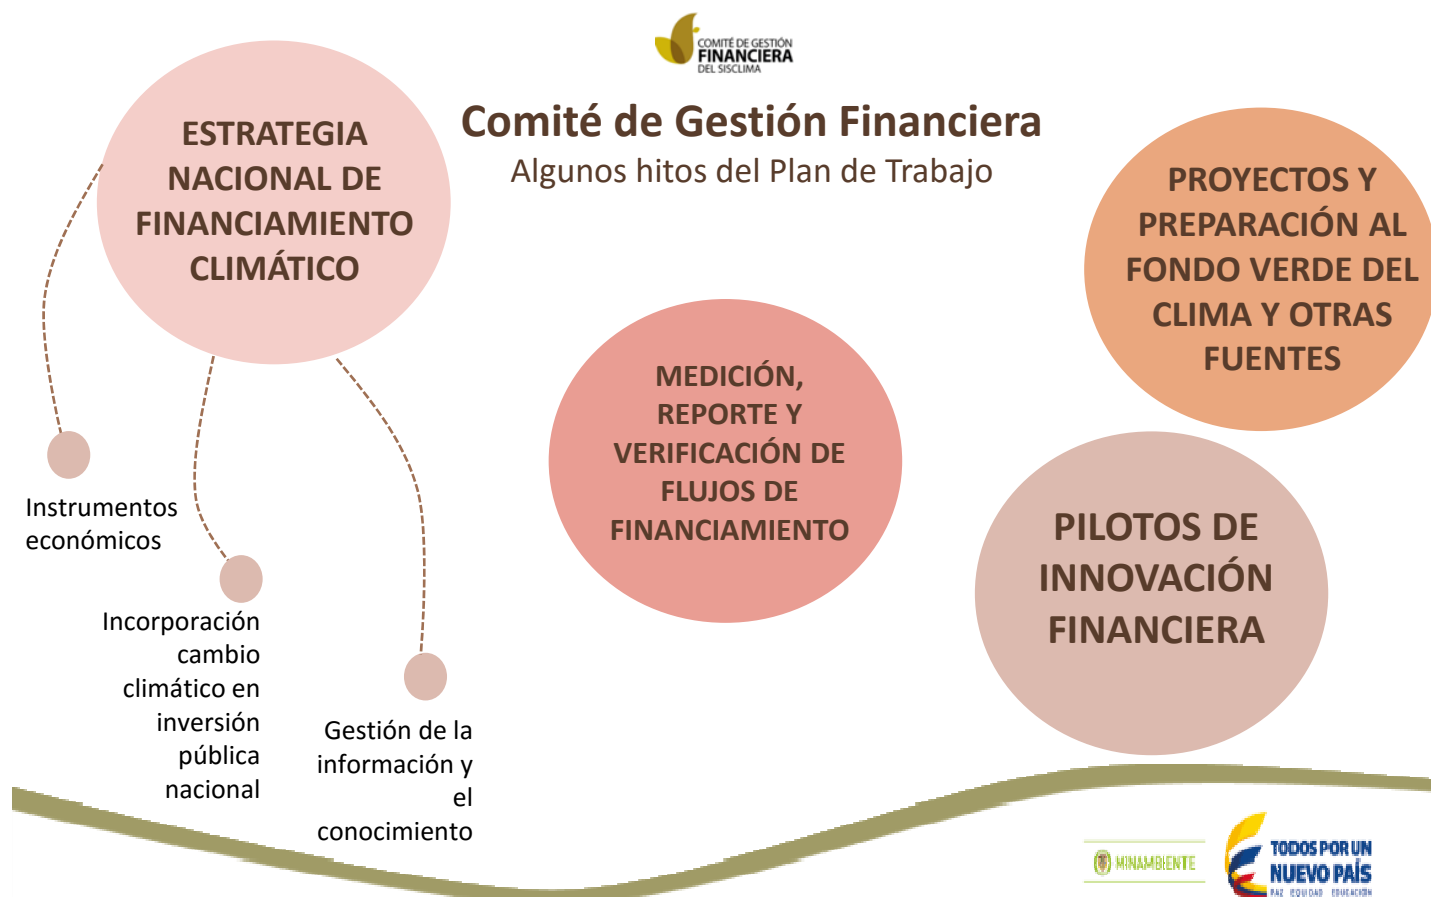 COMITÉ DE GESTIÓN
FINANCIERA
DEL SISCLIMA
Comité de Gestión Financiera
Algunos hitos del Plan de Trabajo
ESTRATEGIA
NACIONAL DE
FINANCIAMIENTO
CLIMÁTICO
PROYECTOS Y
PREPARACIÓN AL
FONDO VERDE DEL
CLIMA Y OTRAS
FUENTES
MEDICIÓN,
REPORTE Y
VERIFICACIÓN DE
FLUJOS DE
FINANCIAMIENTO
PILOTOS DE
INNOVACIÓN
FINANCIERA
Instrumentos
económicos
Incorporación
cambio
climático en
inversión
pública
nacional
Gestión de la
información y
el
conocimiento
MINAMBIENTE
TODOS POR UN
NUEVO PAÍS
PAZ EQUIDAD EDUCACIÓN